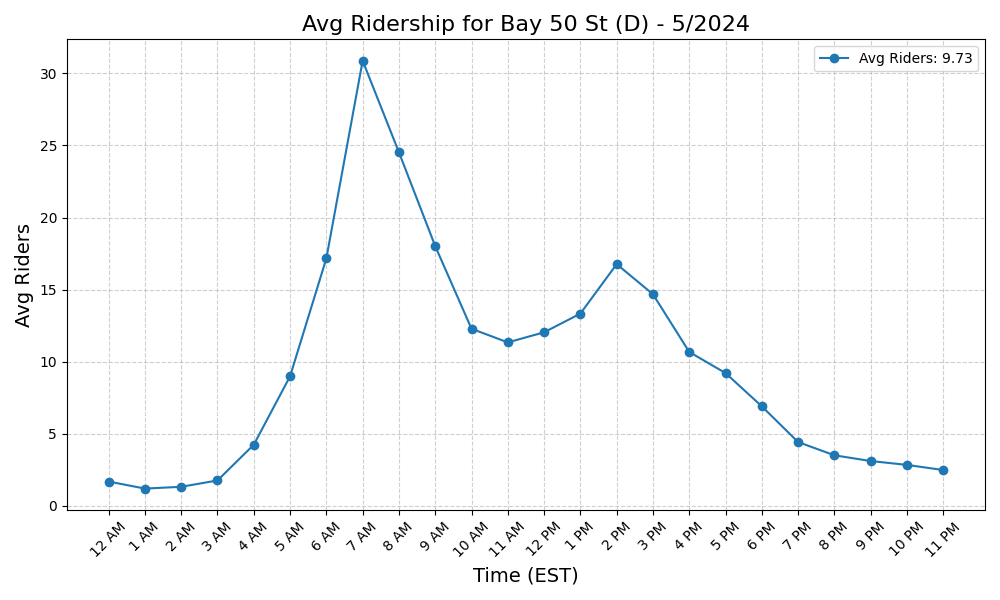 Avg Ridership for Bay 50 St (D) - 5/2024
Avg Riders: 9.73
Avg Riders
30
25
20
15
10
5
0
12 AM
1 AM
2 AM
3 AM
4 AM
5 AM
6 AM
7 AM
8 AM
9 AM
10 AM
11 AM
12 PM
1 PM
2 PM
3 PM
4 PM
5 PM
6 PM
7 PM
8 PM
9 PM
10 PM
11 PM
Time (EST)